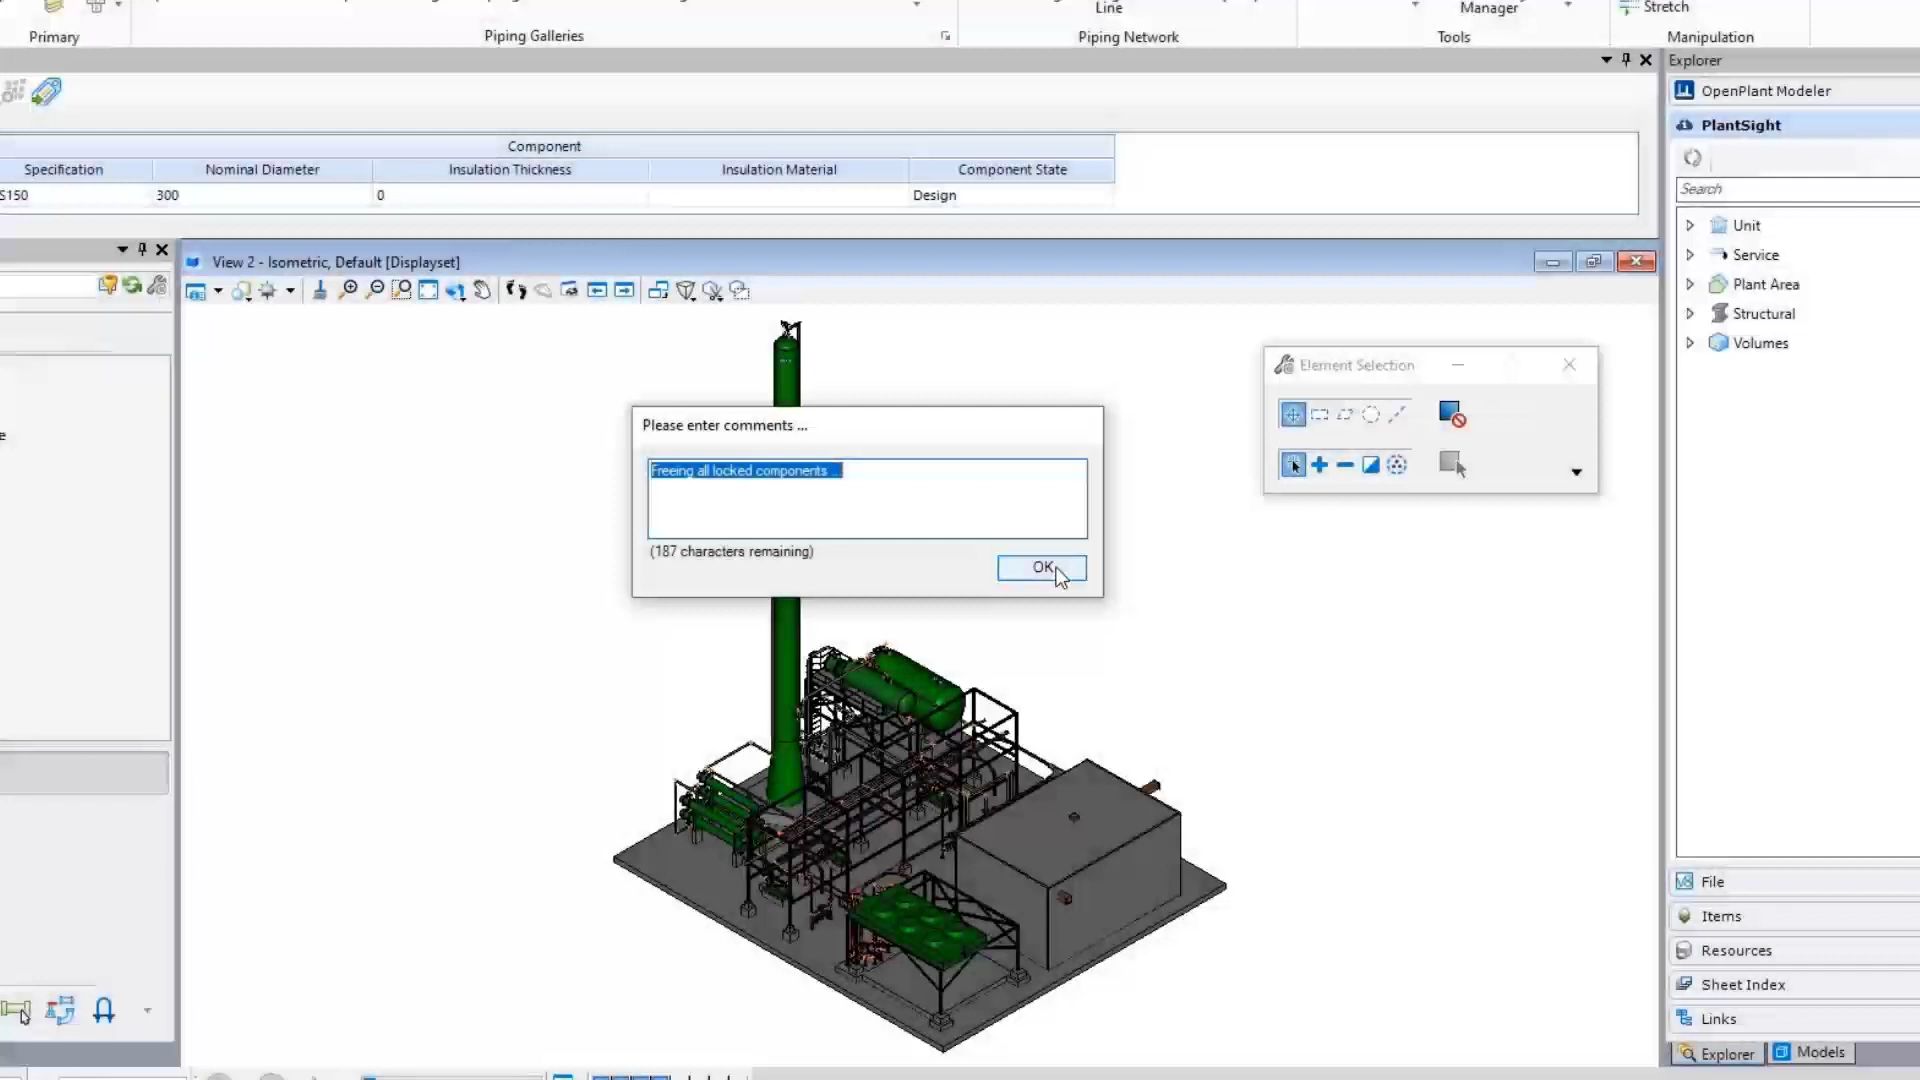 Line
Manager
Stretch
Primary
Piping Galleries
Piping Network
Tools
Manipulation
Explorer
OpenPlant Modeler
PlantSight
Component
Specification
Nominal Diameter
Insulation Thickness
Insulation Material
Component State
S150
300
0
Design
Search
Unit
Service
Plant Area
Structural
Volumes
View 2 - Isometric, Default [Displayset]
Element Selection
Please enter comments ...
Freeing all locked components ...
(187 characters remaining)
OK
e
File
Items
Resources
Sheet Index
Links
Explorer
Models